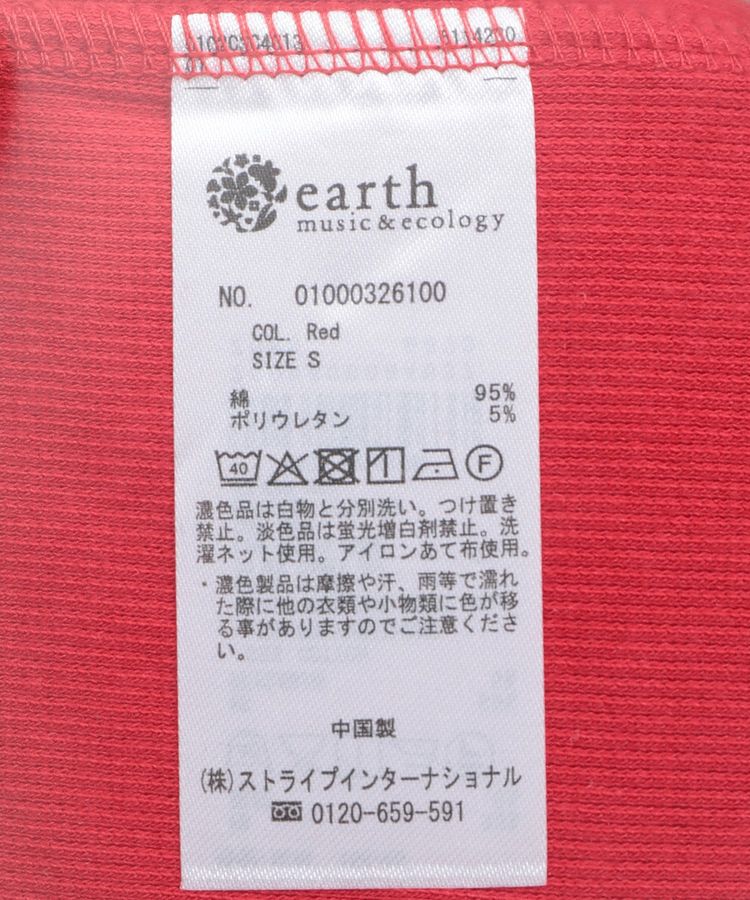 earth
music&ecology
NO. 01000326100
COL. Red
SIZE S
綿 95%
ポリウレタン 5%
40 F
濃色品は白物と分別洗い。つけ置き
禁止。淡色品は蛍光増白剤禁止。洗
濯ネット使用。アイロンあて布使用。
・濃色製品は摩擦や汗、雨等で濡れ
た際に他の衣類や小物類に色が移
る事がありますのでご注意くださ
い。
中国製
(株)ストライプインターナショナル
0120-659-591